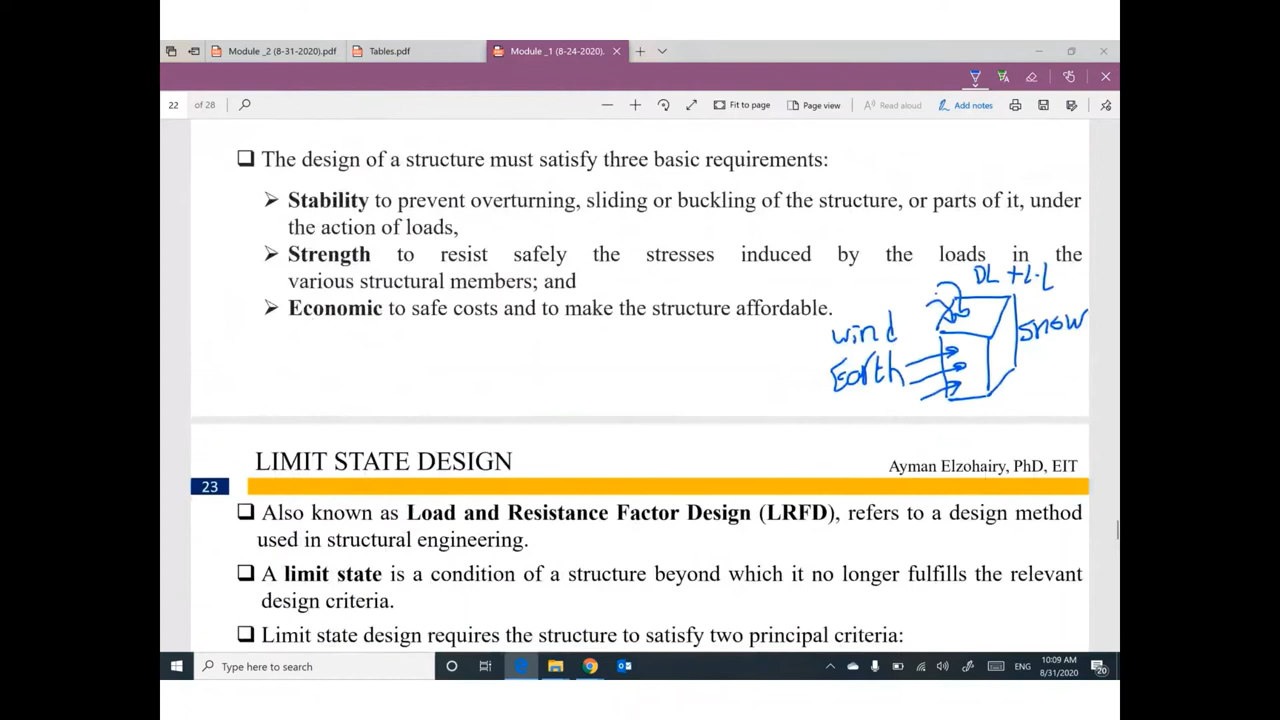 Module _2 (8-31-2020).pdf
Tables.pdf
Module _1 (8-24-2020).
22 of 28
Fit to page
Page view
Read aloud
Add notes
❑ The design of a structure must satisfy three basic requirements:
➢ Stability to prevent overturning, sliding or buckling of the structure, or parts of it, under
the action of loads,
➢ Strength to resist safely the stresses induced by the loads in the
various structural members; and
DL + L.L
➢ Economic to safe costs and to make the structure affordable.
wind
snow
Earth
LIMIT STATE DESIGN
Ayman Elzohairy, PhD, EIT
23
❑ Also known as Load and Resistance Factor Design (LRFD), refers to a design method
used in structural engineering.
❑ A limit state is a condition of a structure beyond which it no longer fulfills the relevant
design criteria.
❑ Limit state design requires the structure to satisfy two principal criteria:
Type here to search
ENG
10:09 AM
8/31/2020
20